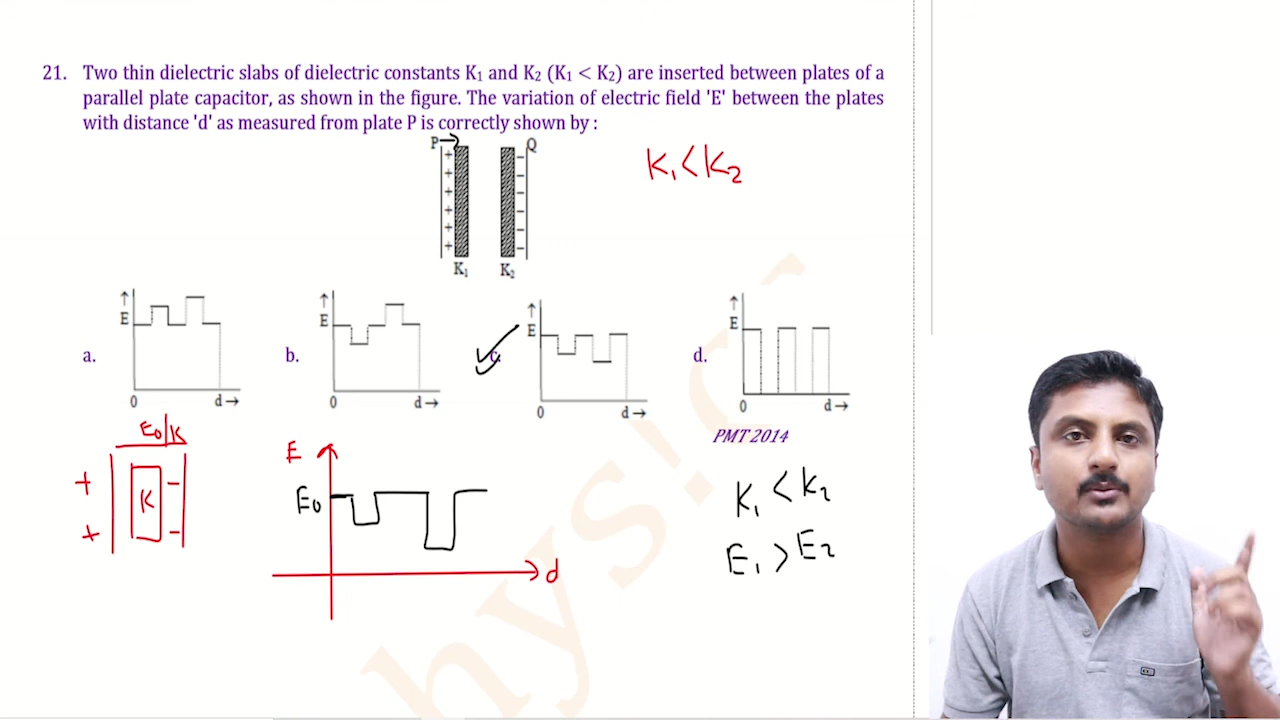 21. Two thin dielectric slabs of dielectric constants K₁ and K₂ (K₁ < K₂) are inserted between plates of a
parallel plate capacitor, as shown in the figure. The variation of electric field 'E' between the plates
with distance 'd' as measured from plate P is correctly shown by :
P Q
K₁ < K₂
+ −
+ −
+ −
+ −
+ −
+ −
K₁ K₂
↑ ↑ ↑ ↑
E E E E
a. b. c. d.
0 d→ 0 d→ 0 d→ 0 d→
E₀/K
PMT 2014
E
+ K −
+ −
E₀
d
K₁ < K₂
E₁ > E₂
hys!c